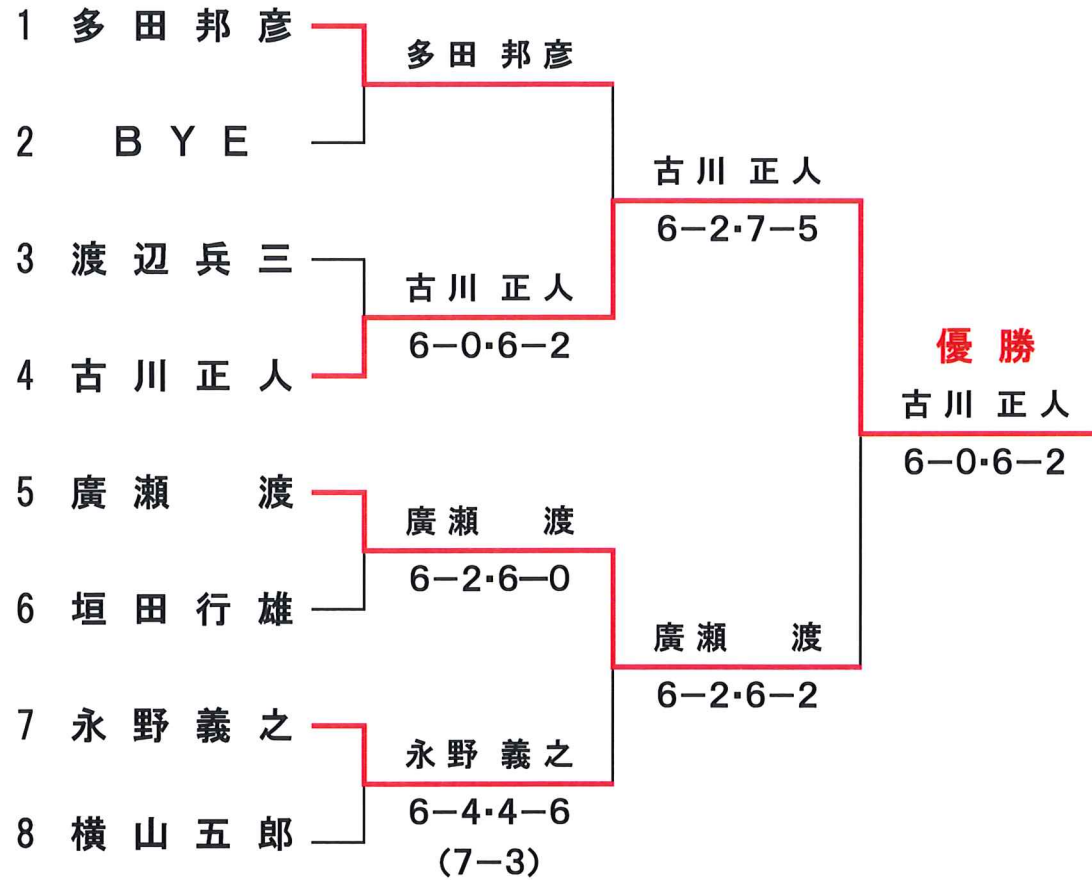 1 多田邦彦
多田 邦彦
2 BYE
古川 正人
6-2・7-5
3 渡辺兵三
古川 正人
6-0・6-2
4 古川正人
優勝
古川 正人
6-0・6-2
5 廣瀬 渡
廣瀬 渡
6-2・6-0
6 垣田行雄
廣瀬 渡
6-2・6-2
7 永野義之
永野 義之
6-4・4-6
(7-3)
8 横山五郎